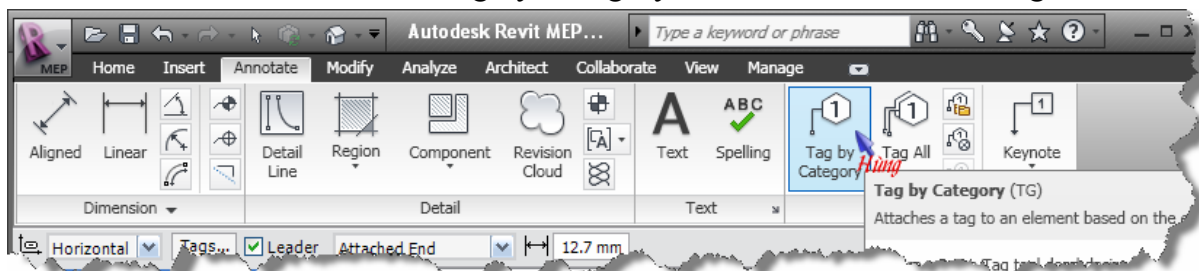 Autodesk Revit MEP... Type a keyword or phrase
MEP Home Insert Annotate Modify Analyze Architect Collaborate View Manage
Aligned Linear Detail Line Region Component Revision Cloud A Text ABC Spelling 1 Tag by Category 1 Tag All 1 Keynote
Hùng
Dimension Detail Text
Tag by Category (TG)
Attaches a tag to an element based on the
Horizontal Tags... Leader Attached End 12.7 mm